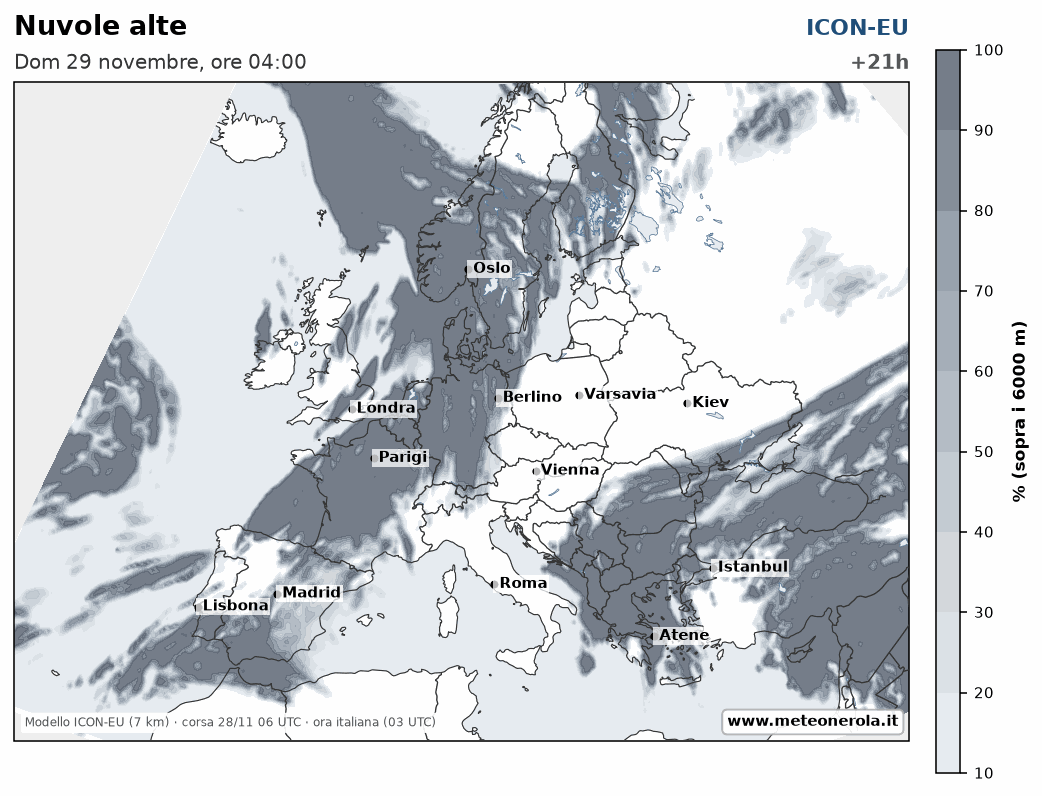 Nuvole alte
ICON-EU
Dom 29 novembre, ore 04:00
+21h
100
90
80
70
60
50
40
30
20
10
% (sopra i 6000 m)
Oslo
Berlino
Varsavia
Kiev
Londra
Parigi
Vienna
Istanbul
Roma
Madrid
Lisbona
Atene
Modello ICON-EU (7 km) · corsa 28/11 06 UTC · ora italiana (03 UTC)
www.meteonerola.it